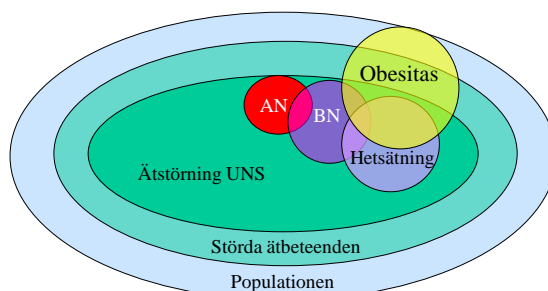 Obesitas
AN
BN
Hetsätning
Ätstörning UNS
Störda ätbeteenden
Populationen